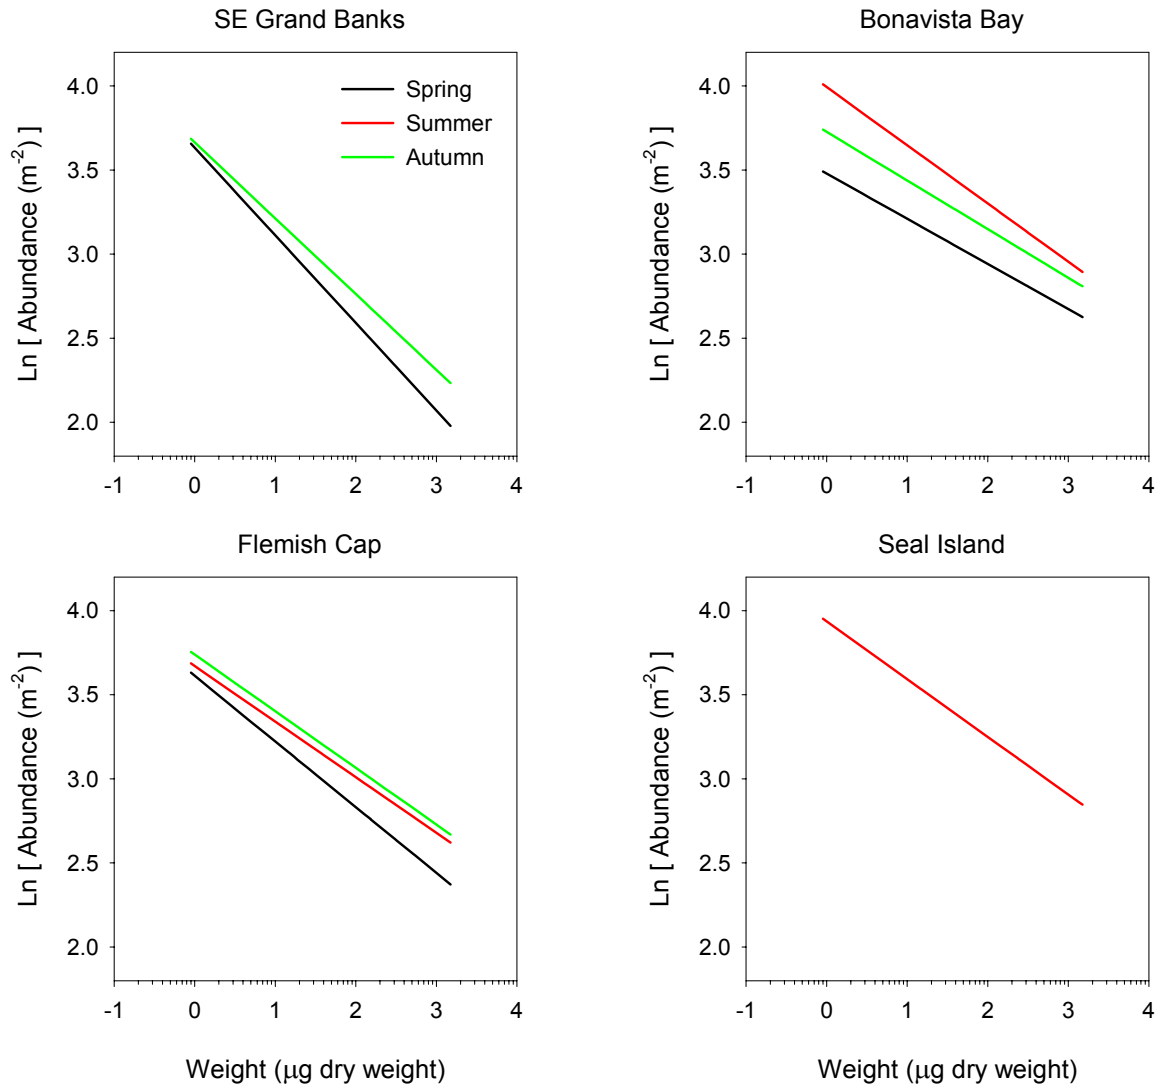 SE Grand Banks
Ln [ Abundance (m⁻²) ]
4.0
3.5
3.0
2.5
2.0
Spring
Summer
Autumn
-1 0 1 2 3 4
Bonavista Bay
Ln [ Abundance (m⁻²) ]
4.0
3.5
3.0
2.5
2.0
-1 0 1 2 3 4
Flemish Cap
Ln [ Abundance (m⁻²) ]
4.0
3.5
3.0
2.5
2.0
-1 0 1 2 3 4
Weight (μg dry weight)
Seal Island
Ln [ Abundance (m⁻²) ]
4.0
3.5
3.0
2.5
2.0
-1 0 1 2 3 4
Weight (μg dry weight)